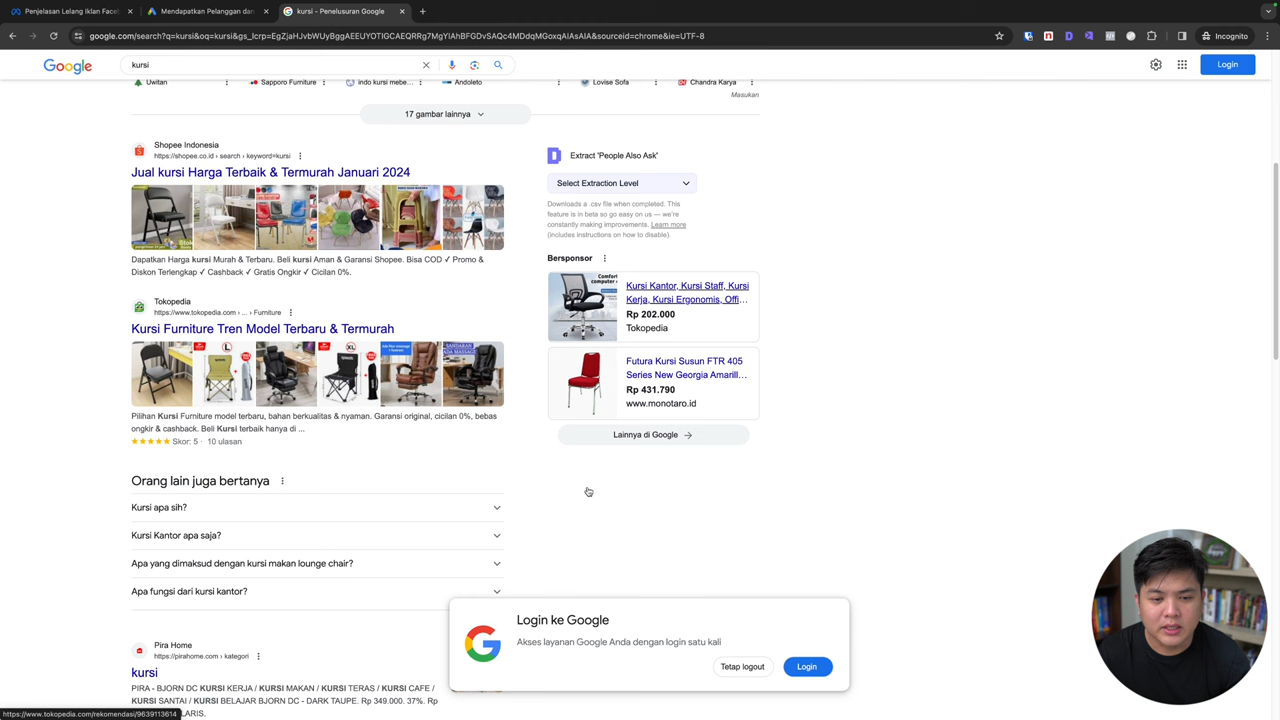 Penjelasan Lelang Iklan Face
Mendapatkan Pelanggan dan
kursi - Penelusuran Google
google.com/search?q=kursi&oq=kursi&gs_lcrp=EgZjaHJvbWUyBggAEEUYOTIGCAEQRRg7MgYIAhBFGDvSAQc4MDdqMGoxqAIAsAIA&sourceid=chrome&ie=UTF-8
Incognito
Google
kursi
Login
Uwitan
Sapporo Furniture
indo kursi mebe...
Andoleto
Lovise Sofa
Chandra Karya
Masukan
17 gambar lainnya
Shopee Indonesia
https://shopee.co.id › search › keyword=kursi
Jual kursi Harga Terbaik & Termurah Januari 2024
Dapatkan Harga kursi Murah & Terbaru. Beli kursi Aman & Garansi Shopee. Bisa COD ✓ Promo &
Diskon Terlengkap ✓ Cashback ✓ Gratis Ongkir ✓ Cicilan 0%.
Tokopedia
https://www.tokopedia.com › ... › Furniture
Kursi Furniture Tren Model Terbaru & Termurah
L
XL
Pilihan Kursi Furniture model terbaru, bahan berkualitas & nyaman. Garansi original, cicilan 0%, bebas
ongkir & cashback. Beli Kursi terbaik hanya di ...
Skor: 5 · 10 ulasan
Orang lain juga bertanya
Kursi apa sih?
Kursi Kantor apa saja?
Apa yang dimaksud dengan kursi makan lounge chair?
Apa fungsi dari kursi kantor?
Pira Home
https://pirahome.com › kategori
kursi
PIRA - BJORN DC KURSI KERJA / KURSI MAKAN / KURSI TERAS / KURSI CAFE /
KURSI SANTAI / KURSI BELAJAR BJORN DC - DARK TAUPE. Rp 349.000. 37%. Rp
LARIS.
https://www.tokopedia.com/rekomendasi/9639113614
Extract 'People Also Ask'
Select Extraction Level
Downloads a .csv file when completed. This
feature is in beta so go easy on us — we're
constantly making improvements. Learn more
(includes instructions on how to disable).
Bersponsor
Kursi Kantor, Kursi Staff, Kursi
Kerja, Kursi Ergonomis, Offi...
Rp 202.000
Tokopedia
Futura Kursi Susun FTR 405
Series New Georgia Amarill...
Rp 431.790
www.monotaro.id
Lainnya di Google
Login ke Google
Akses layanan Google Anda dengan login satu kali
Tetap logout
Login